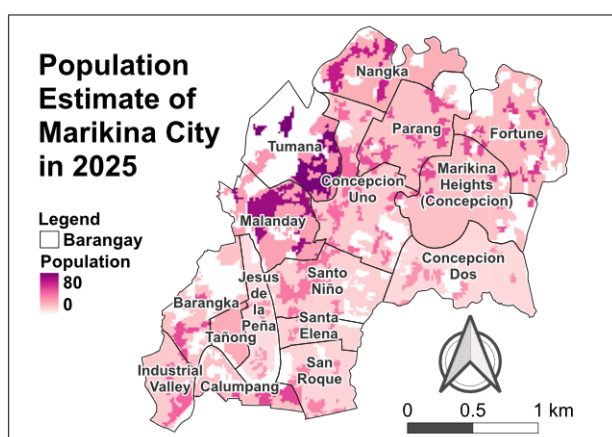 Population
Estimate of
Marikina City
in 2025
Legend
Barangay
Population
80
0
Nangka
Parang
Fortune
Tumana
Concepcion
Uno
Marikina
Heights
(Concepcion)
Malanday
Concepcion
Dos
Jesus
de la
Peña
Santo
Niño
Barangka
Tañong
Santa
Elena
Industrial
Valley
Calumpang
San
Roque
0 0.5 1 km